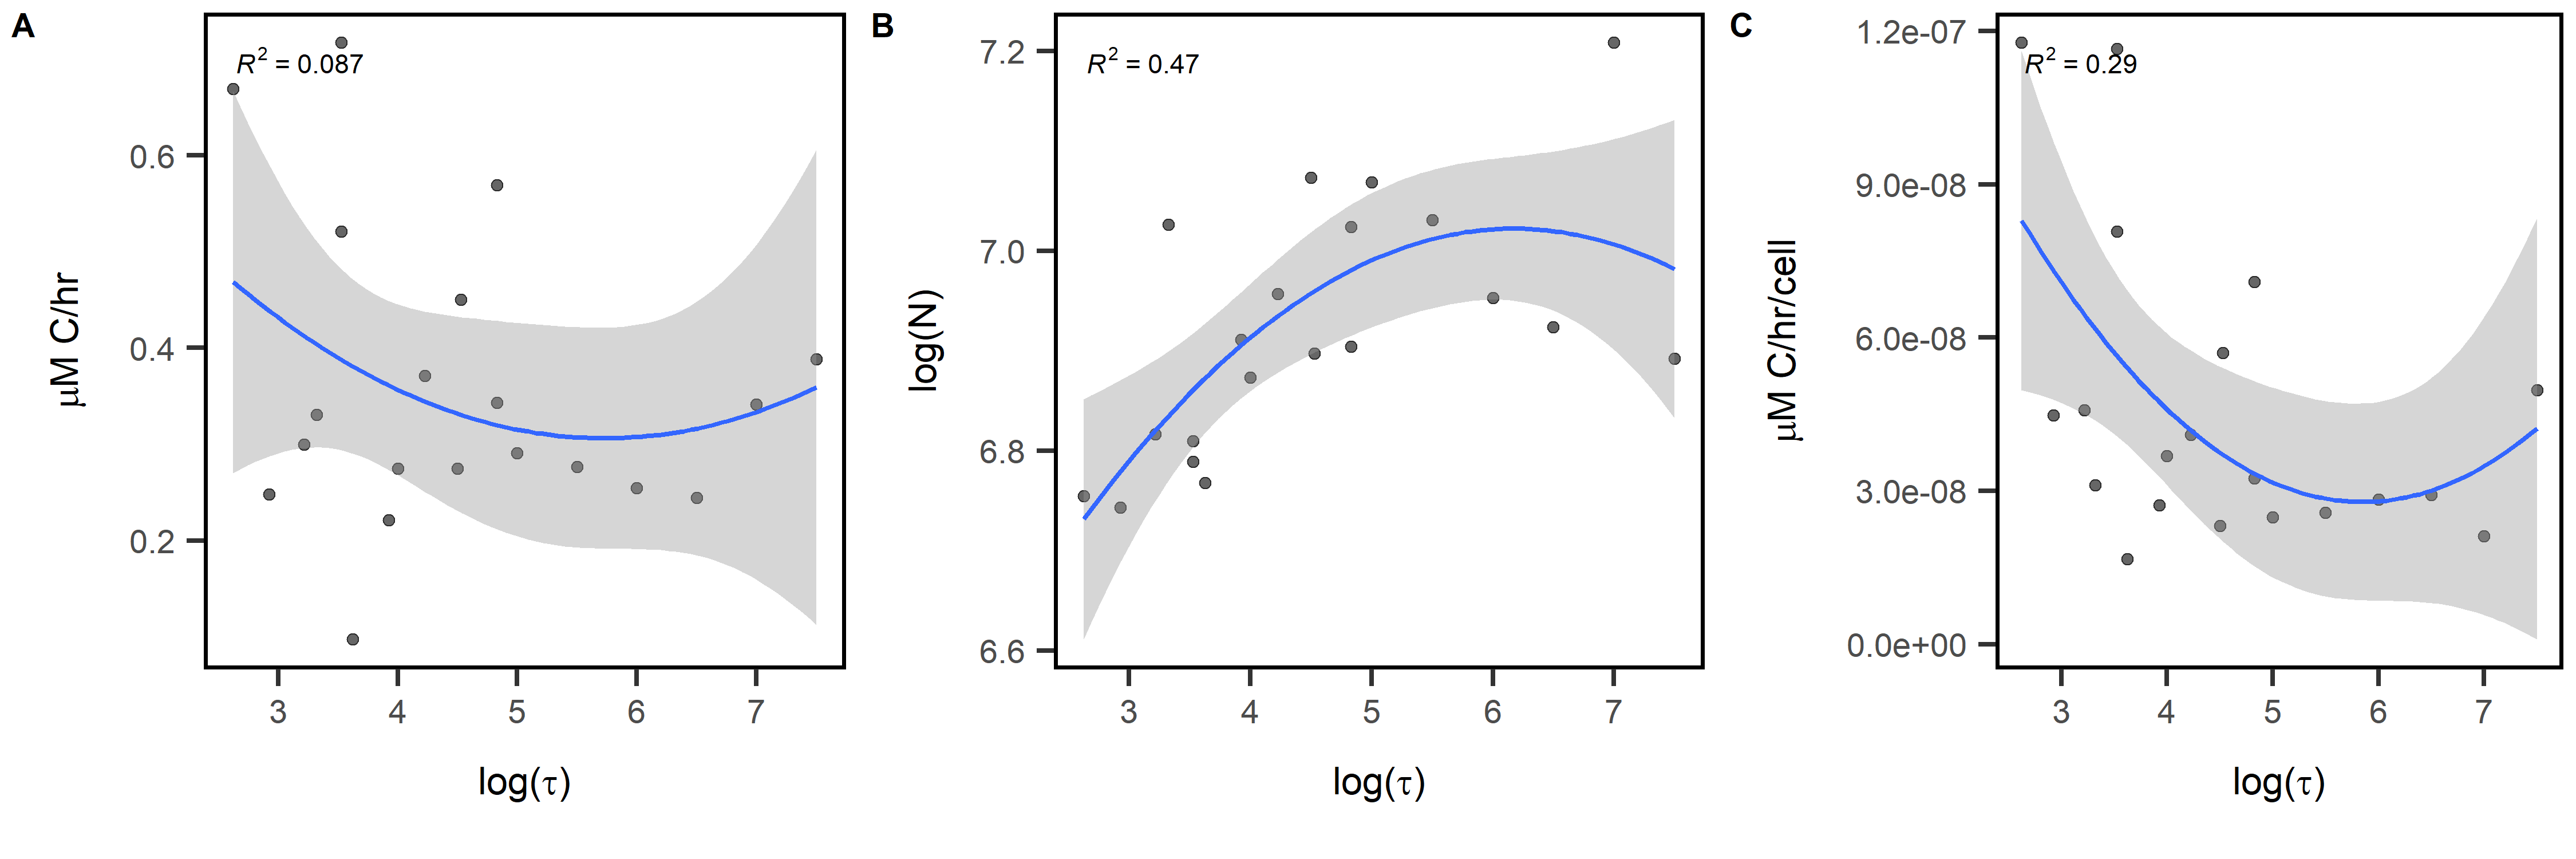 A
R² = 0.087
0.6
0.4
0.2
μM C/hr
3 4 5 6 7
log(τ)
B
R² = 0.47
7.2
7.0
6.8
6.6
log(N)
3 4 5 6 7
log(τ)
C
R² = 0.29
1.2e-07
9.0e-08
6.0e-08
3.0e-08
0.0e+00
μM C/hr/cell
3 4 5 6 7
log(τ)